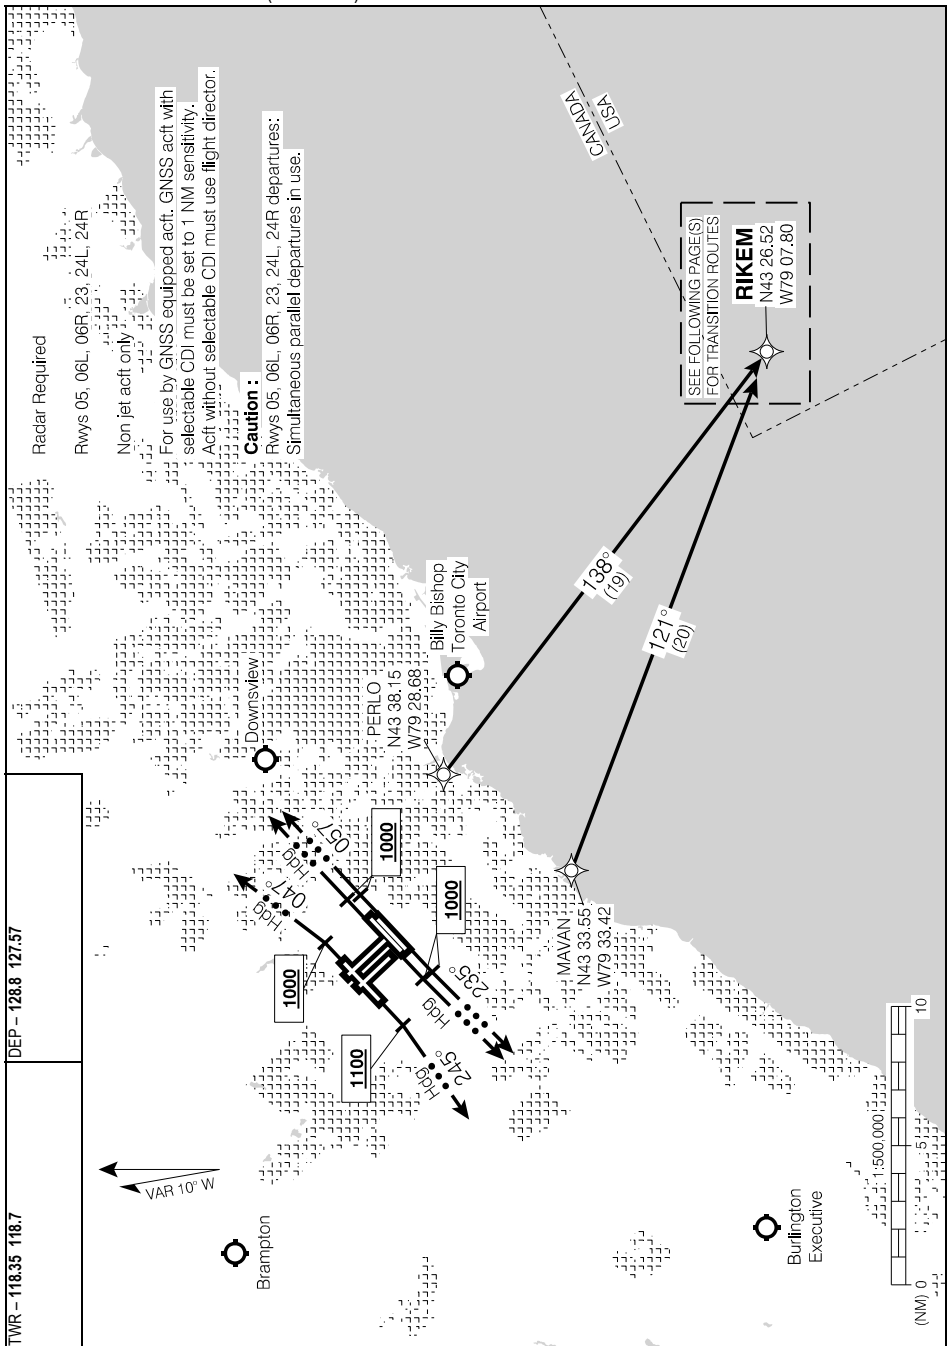 TWR – 118.35 118.7
DEP – 128.8 127.57
Radar Required
Rwys 05, 06L, 06R, 23, 24L, 24R
Non jet acft only
For use by GNSS equipped acft. GNSS acft with
selectable CDI must be set to 1 NM sensitivity.
Acft without selectable CDI must use flight director.
Caution :
Rwys 05, 06L, 06R, 23, 24L, 24R departures:
Simultaneous parallel departures in use.
VAR 10° W
Brampton
Downsview
Hdg 047°
Hdg 057°
1000
1000
1000
1100
Hdg 245°
Hdg 235°
PERLO
N43 38.15
W79 28.68
Billy Bishop
Toronto City
Airport
MAVAN
N43 33.55
W79 33.42
138°
(19)
121°
(20)
CANADA
USA
SEE FOLLOWING PAGE(S)
FOR TRANSITION ROUTES
RIKEM
N43 26.52
W79 07.80
Burlington
Executive
1:500,000
(NM) 0 5 10